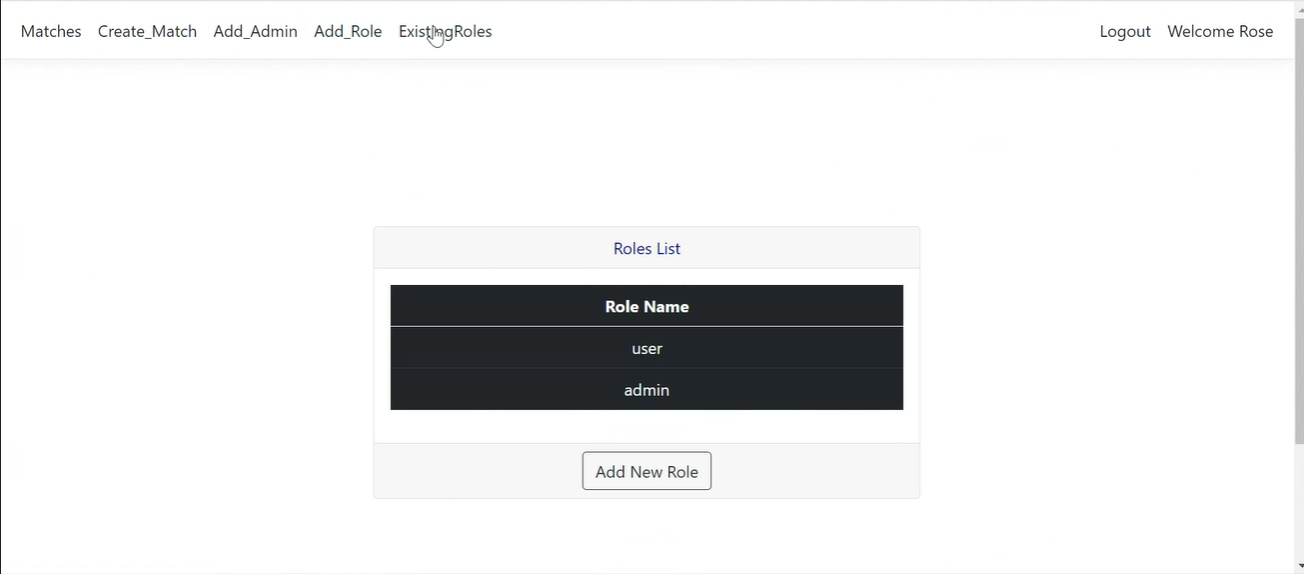 Matches Create_Match Add_Admin Add_Role ExistingRoles Logout Welcome Rose
Roles List
Role Name
user
admin
Add New Role